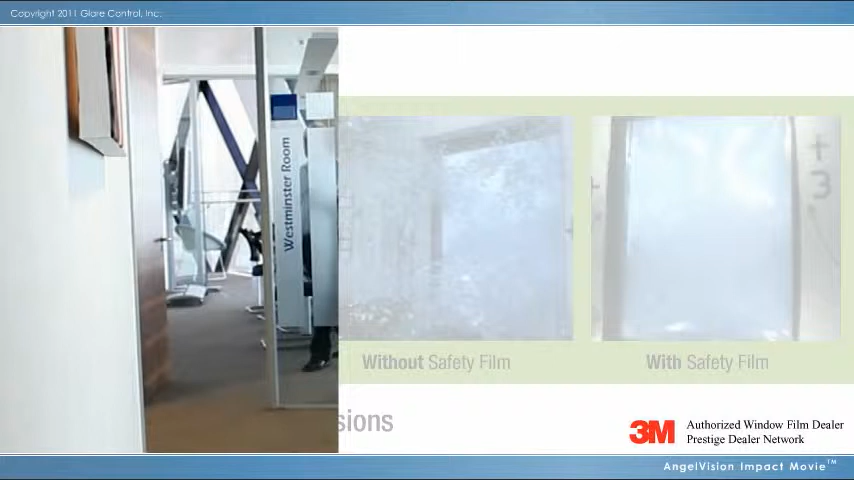 Copyright 2011 Glare Control, Inc.
Westminster Room
+
3
Without Safety Film
With Safety Film
sions
3M
Authorized Window Film Dealer
Prestige Dealer Network
AngelVision Impact Movie™